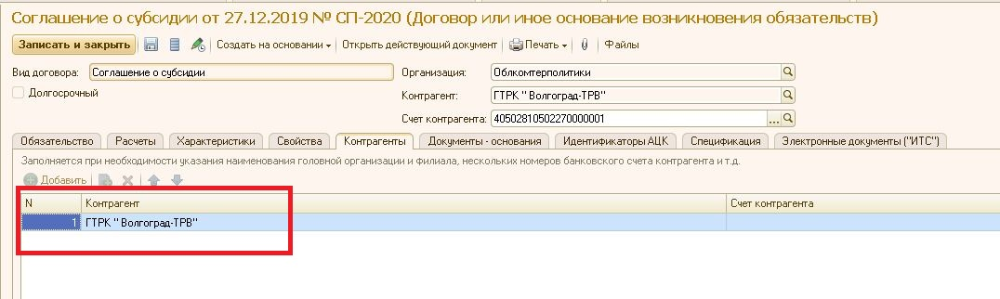 Соглашение о субсидии от 27.12.2019 № СП-2020 (Договор или иное основание возникновения обязательств)
Записать и закрыть Создать на основании Открыть действующий документ Печать Файлы
Вид договора: Соглашение о субсидии Организация: Облкомтерполитики
Долгосрочный Контрагент: ГТРК " Волгоград-ТРВ"
Счет контрагента: 40502810502270000001 ...
Обязательство Расчеты Характеристики Свойства Контрагенты Документы - основания Идентификаторы АЦК Спецификация Электронные документы ("ИТС")
Заполняется при необходимости указания наименования головной организации и филиала, нескольких номеров банковского счета контрагента и т.д.
Добавить
N Контрагент Счет контрагента
1 ГТРК " Волгоград-ТРВ"